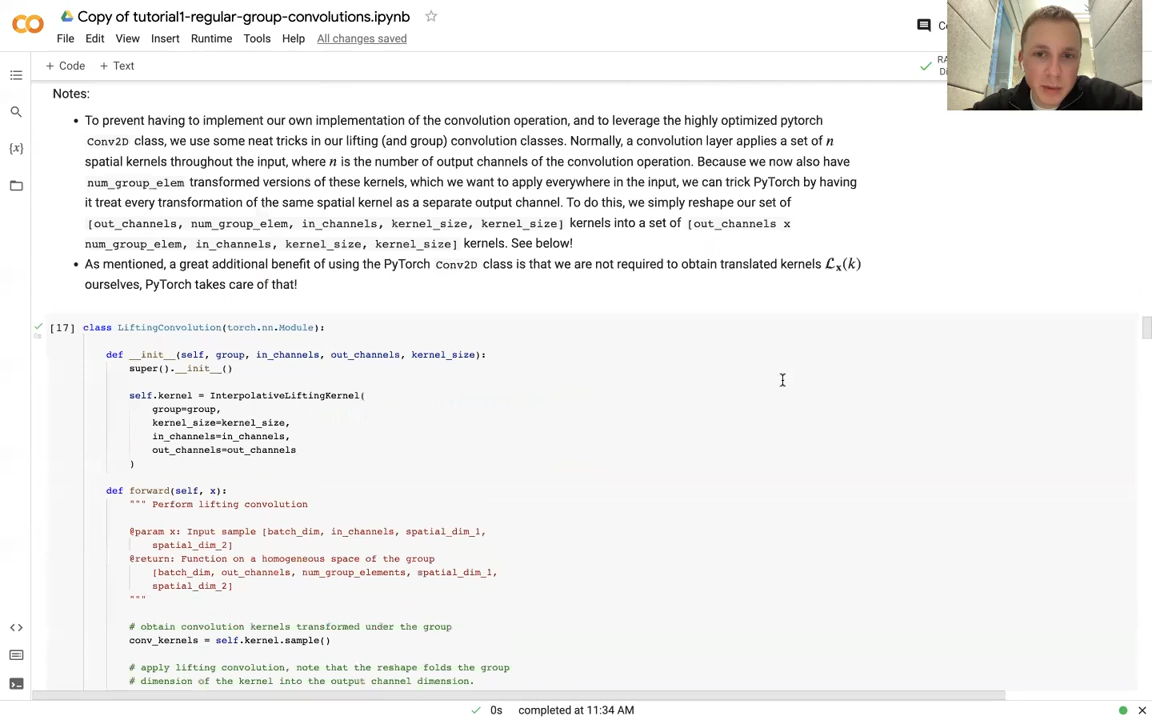 Copy of tutorial1-regular-group-convolutions.ipynb
File Edit View Insert Runtime Tools Help All changes saved
+ Code + Text
Notes:
• To prevent having to implement our own implementation of the convolution operation, and to leverage the highly optimized pytorch
Conv2D class, we use some neat tricks in our lifting (and group) convolution classes. Normally, a convolution layer applies a set of n
spatial kernels throughout the input, where n is the number of output channels of the convolution operation. Because we now also have
num_group_elem transformed versions of these kernels, which we want to apply everywhere in the input, we can trick PyTorch by having
it treat every transformation of the same spatial kernel as a separate output channel. To do this, we simply reshape our set of
[out_channels, num_group_elem, in_channels, kernel_size, kernel_size] kernels into a set of [out_channels x
num_group_elem, in_channels, kernel_size, kernel_size] kernels. See below!
• As mentioned, a great additional benefit of using the PyTorch Conv2D class is that we are not required to obtain translated kernels ℒₓ(k)
ourselves, PyTorch takes care of that!
[17] class LiftingConvolution(torch.nn.Module):
def __init__(self, group, in_channels, out_channels, kernel_size):
super().__init__()
self.kernel = InterpolativeLiftingKernel(
group=group,
kernel_size=kernel_size,
in_channels=in_channels,
out_channels=out_channels
)
def forward(self, x):
""" Perform lifting convolution
@param x: Input sample [batch_dim, in_channels, spatial_dim_1,
spatial_dim_2]
@return: Function on a homogeneous space of the group
[batch_dim, out_channels, num_group_elements, spatial_dim_1,
spatial_dim_2]
"""
# obtain convolution kernels transformed under the group
conv_kernels = self.kernel.sample()
# apply lifting convolution, note that the reshape folds the group
# dimension of the kernel into the output channel dimension.
0s completed at 11:34 AM